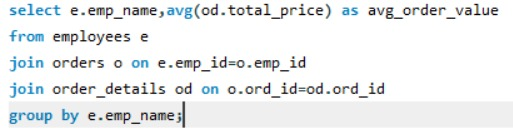 select e.emp_name,avg(od.total_price) as avg_order_value
from employees e
join orders o on e.emp_id=o.emp_id
join order_details od on o.ord_id=od.ord_id
group by e.emp_name;